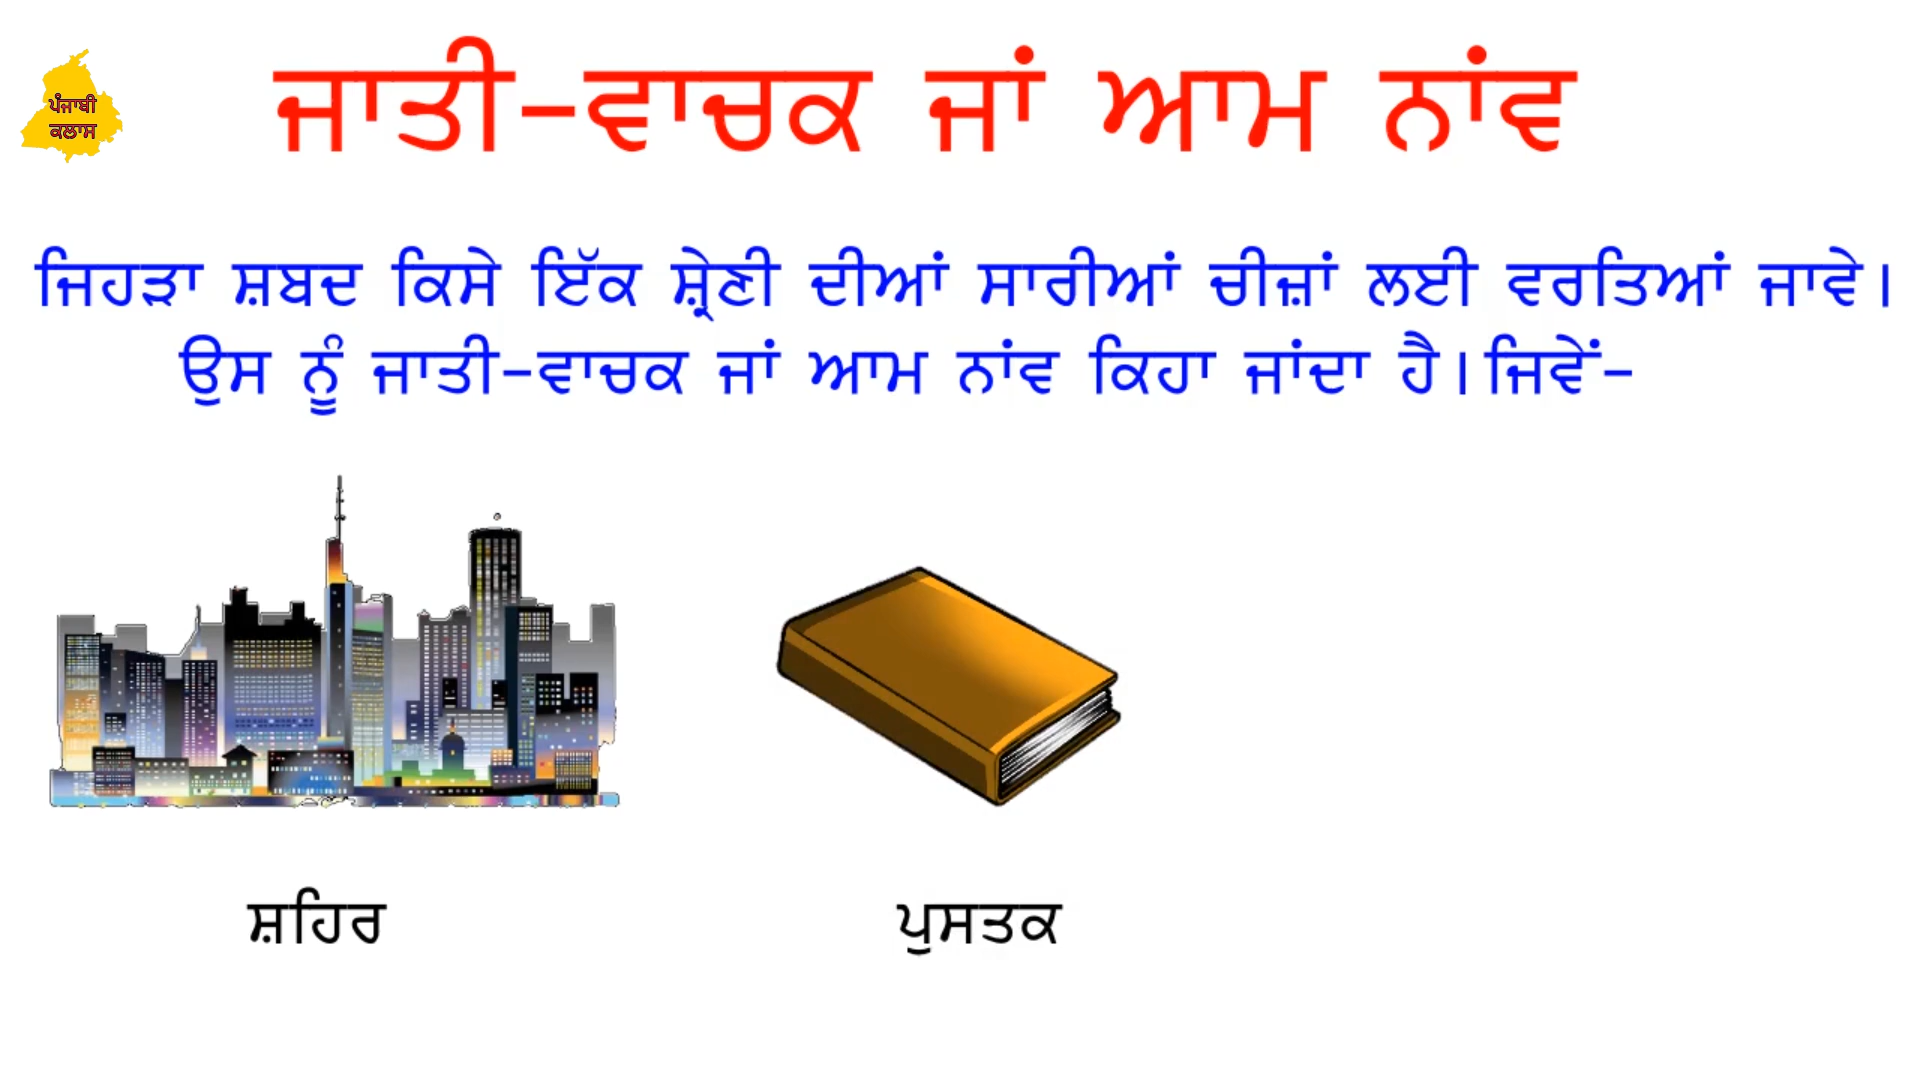 ਪੰਜਾਬੀ
ਕਲਾਸ
ਜਾਤੀ-ਵਾਚਕ ਜਾਂ ਆਮ ਨਾਂਵ
ਜਿਹੜਾ ਸ਼ਬਦ ਕਿਸੇ ਇੱਕ ਸ਼੍ਰੇਣੀ ਦੀਆਂ ਸਾਰੀਆਂ ਚੀਜ਼ਾਂ ਲਈ ਵਰਤਿਆਂ ਜਾਵੇ।
ਉਸ ਨੂੰ ਜਾਤੀ-ਵਾਚਕ ਜਾਂ ਆਮ ਨਾਂਵ ਕਿਹਾ ਜਾਂਦਾ ਹੈ।ਜਿਵੇਂ-
ਸ਼ਹਿਰ
ਪੁਸਤਕ